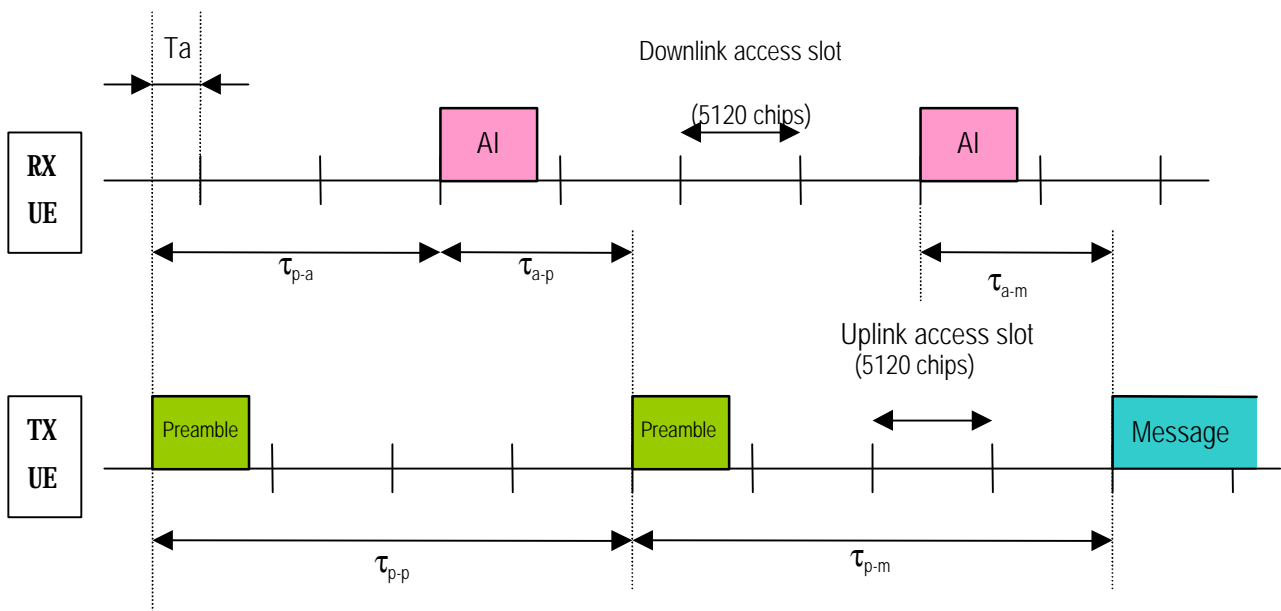 Ta
Downlink access slot
(5120 chips)
AI
AI
RX
UE
τp-a
τa-p
τa-m
Uplink access slot
(5120 chips)
Preamble
Preamble
Message
TX
UE
τp-p
τp-m